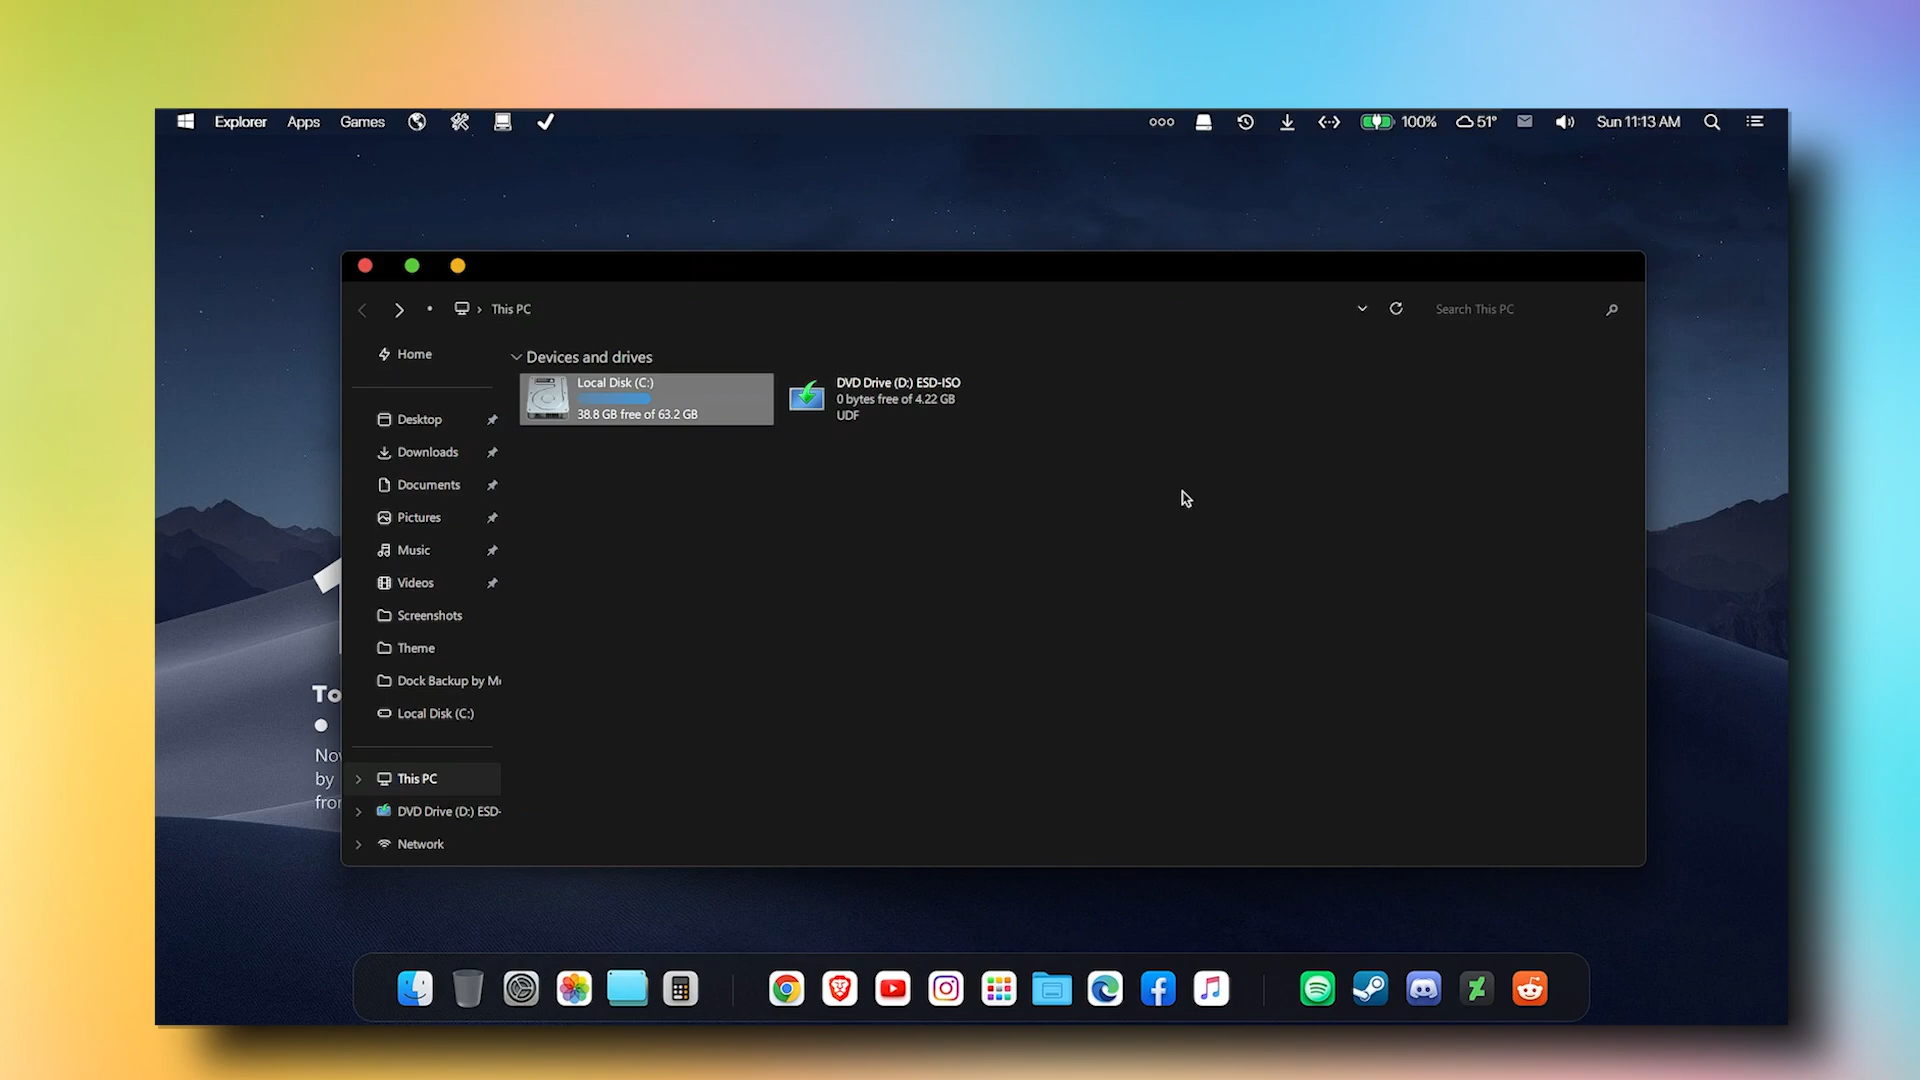 Explorer Apps Games
100% 51° Sun 11:13 AM
This PC
Search This PC
Home
Desktop
Downloads
Documents
Pictures
Music
Videos
Screenshots
Theme
Dock Backup by M
Local Disk (C:)
This PC
DVD Drive (D:) ESD-
Network
Devices and drives
Local Disk (C:)
38.8 GB free of 63.2 GB
DVD Drive (D:) ESD-ISO
0 bytes free of 4.22 GB
UDF
To
by